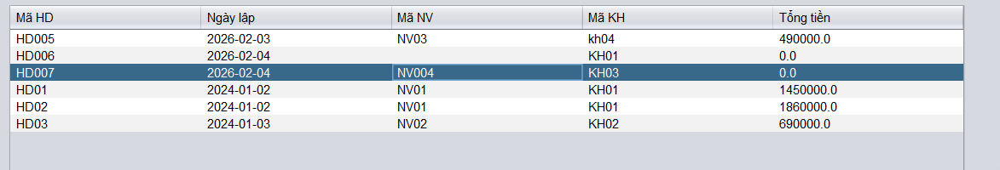 Mã HD Ngày lập Mã NV Mã KH Tổng tiền
HD005 2026-02-03 NV03 kh04 490000.0
HD006 2026-02-04 KH01 0.0
HD007 2026-02-04 NV004 KH03 0.0
HD01 2024-01-02 NV01 KH01 1450000.0
HD02 2024-01-02 NV01 KH01 1860000.0
HD03 2024-01-03 NV02 KH02 690000.0